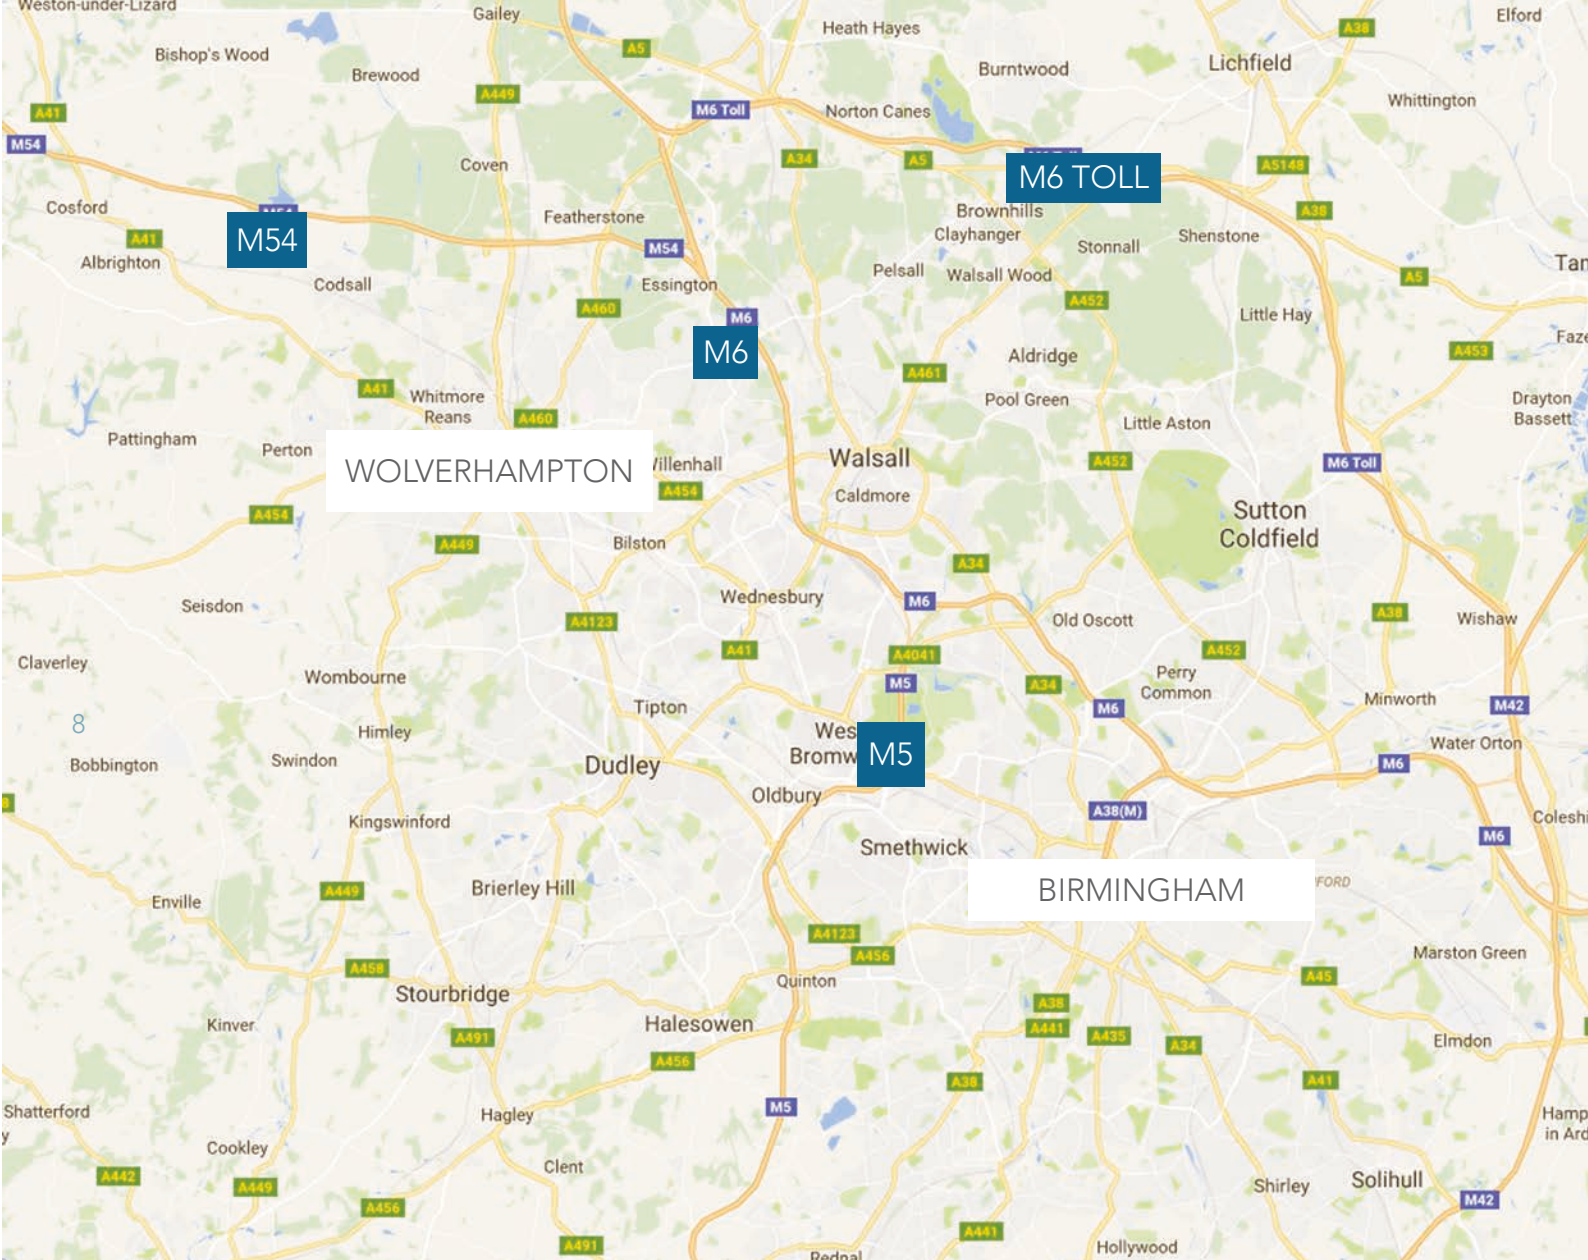 Weston-under-Lizard
Gailey
Heath Hayes
A38
Elford
Bishop's Wood
A5
Brewood
Burntwood
Lichfield
A449
M6 Toll
Norton Canes
Whittington
A41
M54
Coven
A34
A5
A5148
M6 TOLL
Cosford
M54
Featherstone
Brownhills
A38
A41
M54
Clayhanger
Stonnall
Shenstone
Albrighton
Codsall
Essington
Pelsall
Walsall Wood
A5
A460
A452
M6
Little Hay
M6
Aldridge
A453
A41
A461
Whitmore
Reans
Pool Green
Drayton
Bassett
A460
Little Aston
Pattingham
Perton
WOLVERHAMPTON
Walsall
A452
M6 Toll
A454
Caldmore
A454
Sutton
Coldfield
A449
Bilston
A34
Seisdon
Wednesbury
M6
A38
Wishaw
A4123
Old Oscott
A41
A4041
A452
Claverley
Wombourne
M5
A34
Perry
Common
Minworth
M42
8
Tipton
M6
Himley
M5
Water Orton
Bobbington
Swindon
Dudley
M6
Oldbury
A38(M)
Kingswinford
M6
Smethwick
Brierley Hill
BIRMINGHAM
A449
Enville
A4123
A456
Marston Green
A458
Quinton
A45
Stourbridge
A38
Kinver
Halesowen
A441
A435
A34
Elmdon
A491
A456
A38
A41
Shatterford
Hagley
M5
Cookley
Clent
A442
A449
Shirley
Solihull
M42
A456
A441
A491
Hollywood
Rednal